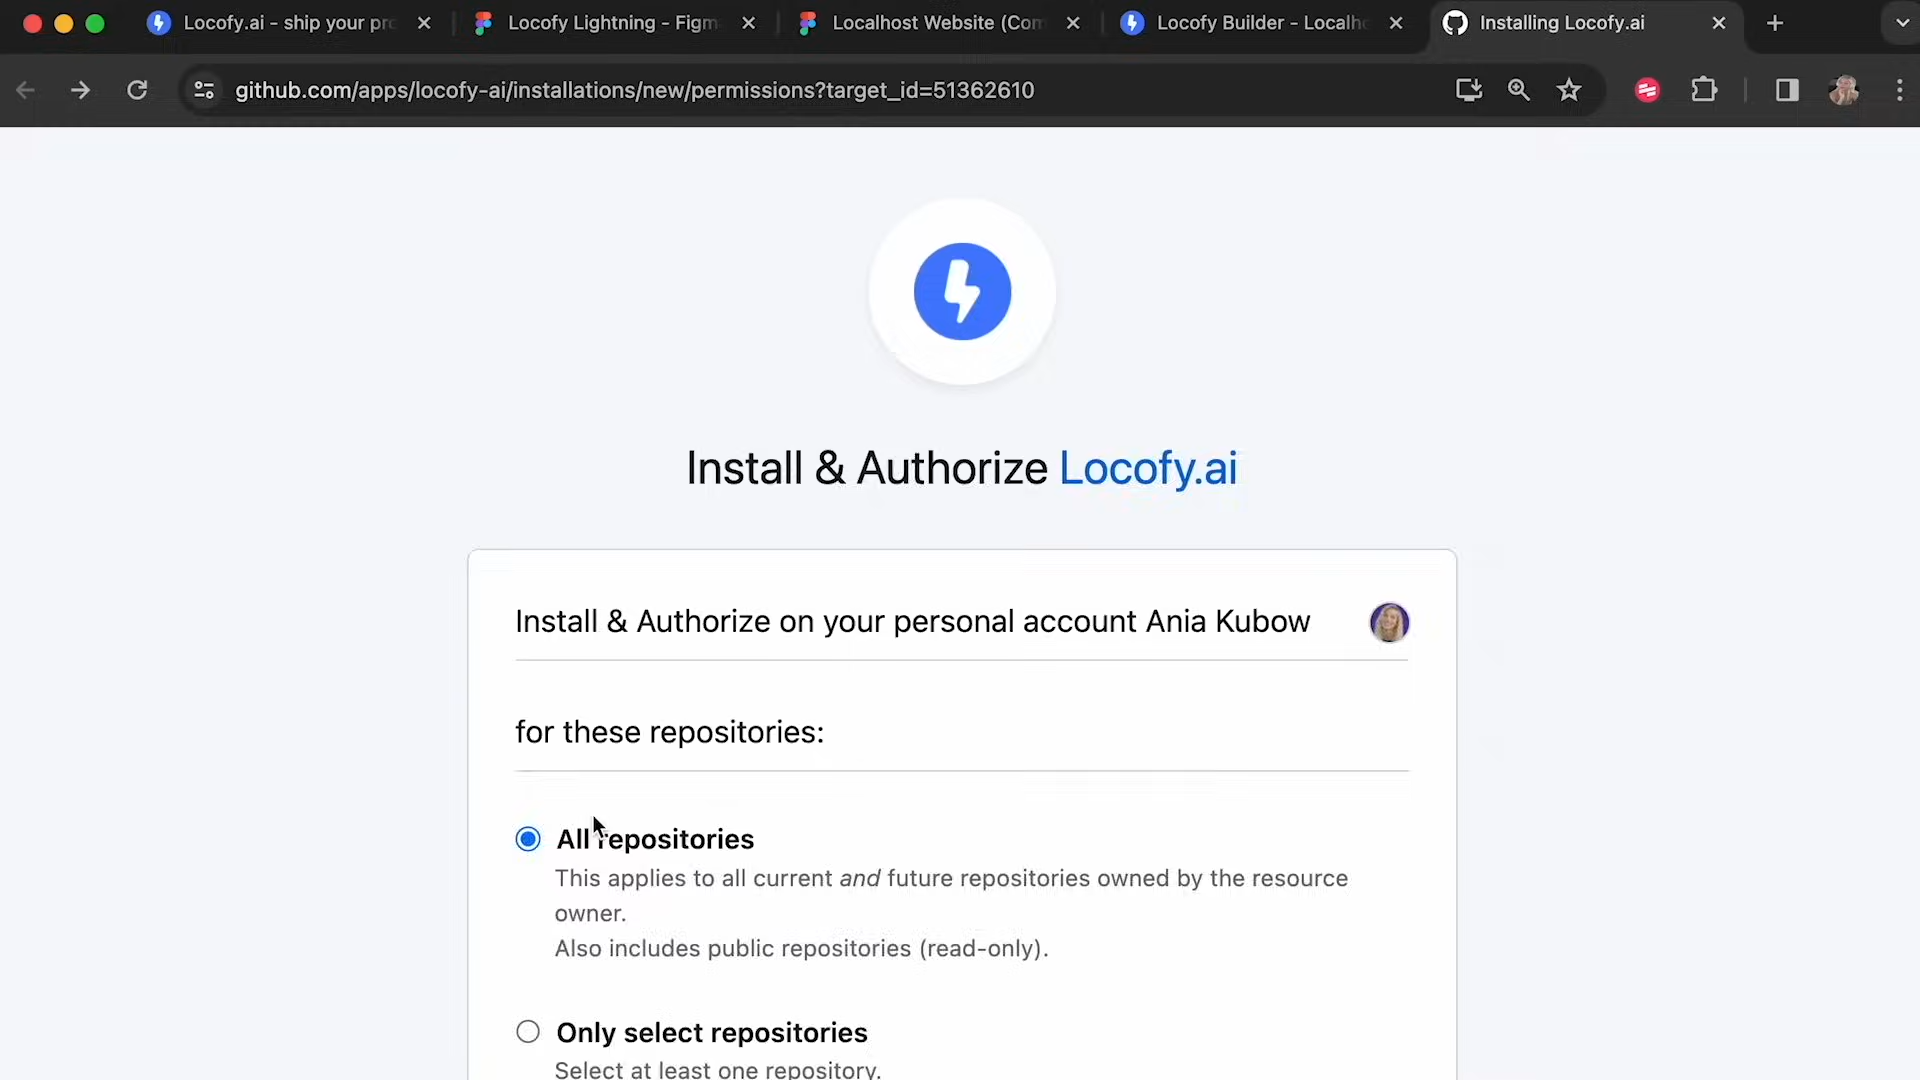 Locofy.ai - ship your pr
Locofy Lightning - Figm
Localhost Website (Com
Locofy Builder - Localh
Installing Locofy.ai
github.com/apps/locofy-ai/installations/new/permissions?target_id=51362610
Install & Authorize Locofy.ai
Install & Authorize on your personal account Ania Kubow
for these repositories:
All repositories
This applies to all current and future repositories owned by the resource
owner.
Also includes public repositories (read-only).
Only select repositories
Select at least one repository.